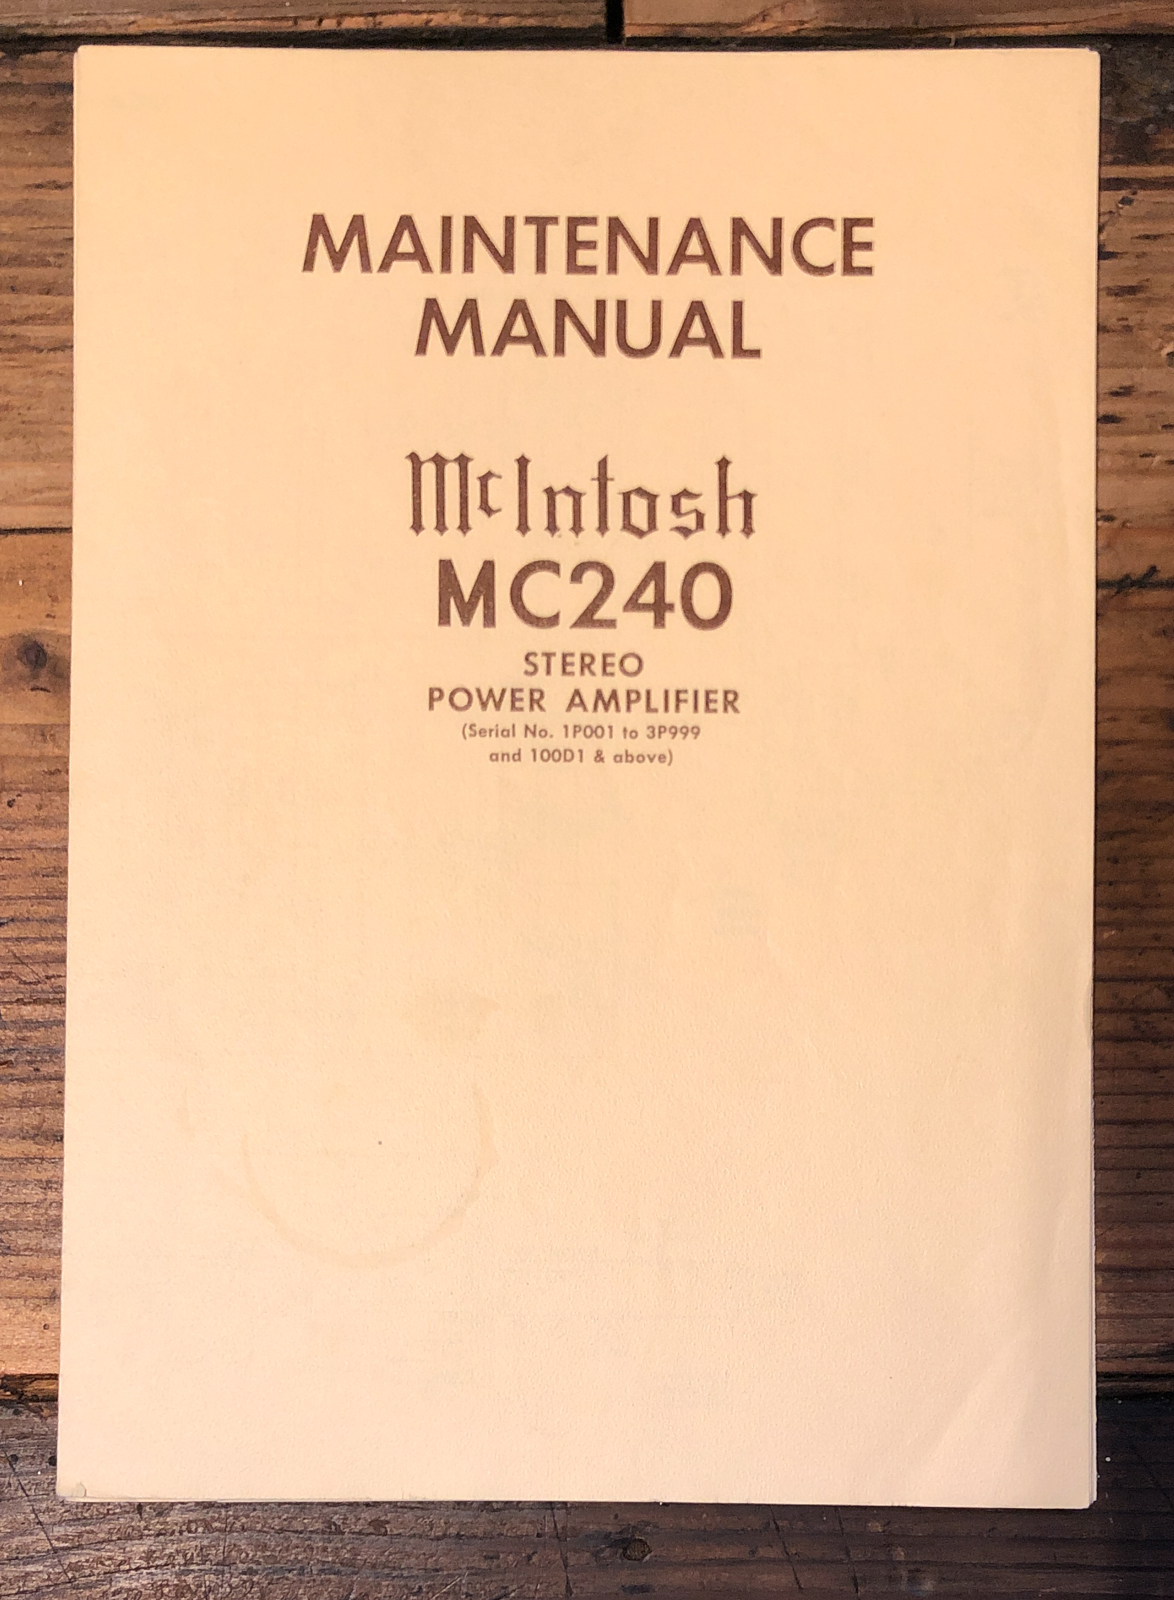 MAINTENANCE
MANUAL
McIntosh
MC240
STEREO
POWER AMPLIFIER
(Serial No. 1P001 to 3P999
and 100D1 & above)